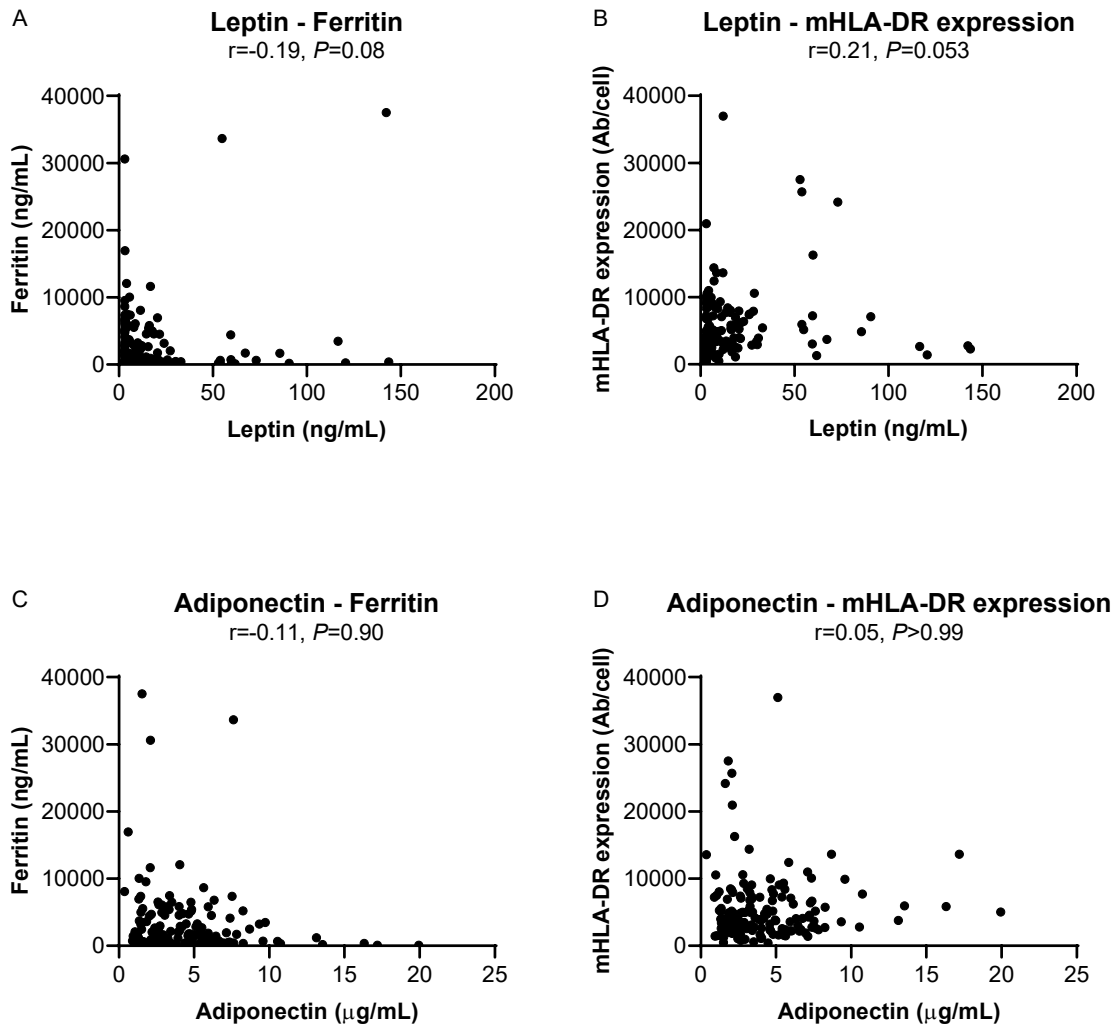 A
Leptin - Ferritin
r=-0.19, P=0.08
40000
30000
20000
10000
0
Ferritin (ng/mL)
0 50 100 150 200
Leptin (ng/mL)
B
Leptin - mHLA-DR expression
r=0.21, P=0.053
40000
30000
20000
10000
0
mHLA-DR expression (Ab/cell)
0 50 100 150 200
Leptin (ng/mL)
C
Adiponectin - Ferritin
r=-0.11, P=0.90
40000
30000
20000
10000
0
Ferritin (ng/mL)
0 5 10 15 20 25
Adiponectin (μg/mL)
D
Adiponectin - mHLA-DR expression
r=0.05, P>0.99
40000
30000
20000
10000
0
mHLA-DR expression (Ab/cell)
0 5 10 15 20 25
Adiponectin (μg/mL)